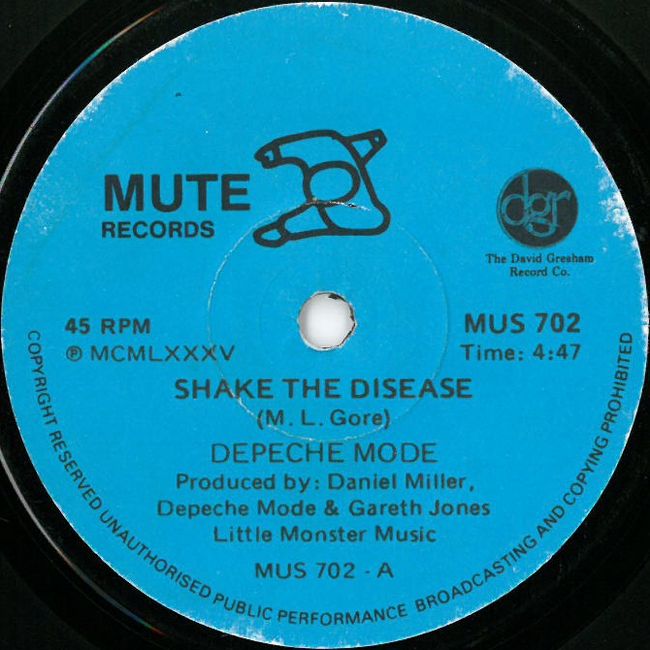 MUTE
RECORDS
dgr
The David Gresham
Record Co.
45 RPM
℗ MCMLXXXV
MUS 702
Time: 4:47
SHAKE THE DISEASE
(M. L. Gore)
DEPECHE MODE
Produced by: Daniel Miller,
Depeche Mode & Gareth Jones
Little Monster Music
MUS 702 - A
COPYRIGHT RESERVED UNAUTHORISED PUBLIC PERFORMANCE BROADCASTING AND COPYING PROHIBITED